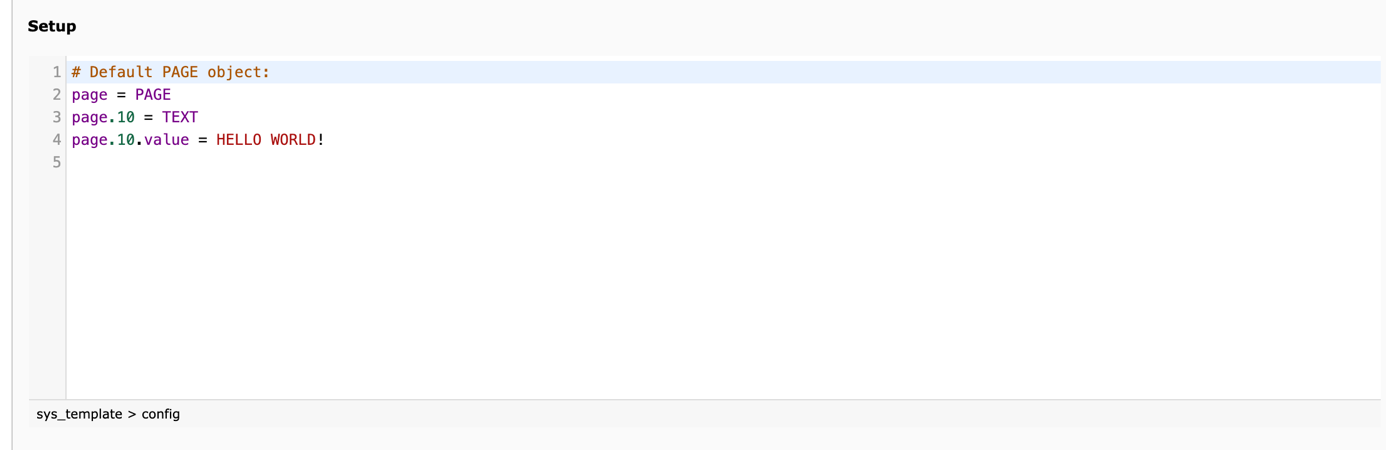 Setup
1 # Default PAGE object:
2 page = PAGE
3 page.10 = TEXT
4 page.10.value = HELLO WORLD!
5
sys_template > config